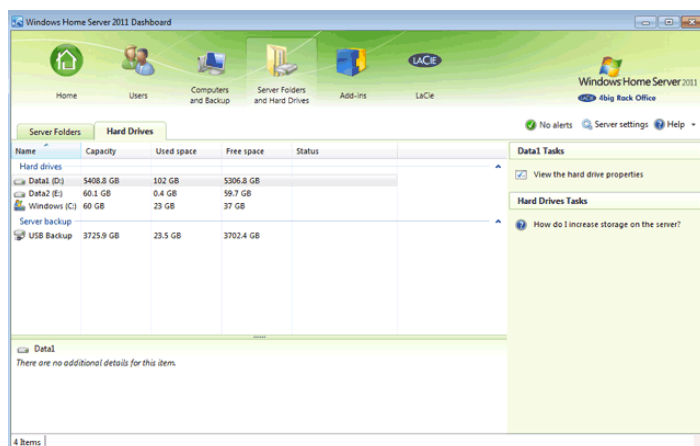 Windows Home Server 2011 Dashboard
Home
Users
Computers and Backup
Server Folders and Hard Drives
Add-ins
LACIE
LaCie
Windows Home Server 2011
LACIE 4big Rack Office
No alerts Server settings Help
Server Folders Hard Drives
Name Capacity Used space Free space Status
Hard drives
Data1 (D:) 5408.8 GB 102 GB 5306.8 GB
Data2 (E:) 60.1 GB 0.4 GB 59.7 GB
Windows (C:) 60 GB 23 GB 37 GB
Server backup
USB Backup 3725.9 GB 23.5 GB 3702.4 GB
Data1 Tasks
View the hard drive properties
Hard Drives Tasks
How do I increase storage on the server?
Data1
There are no additional details for this item.
4 Items